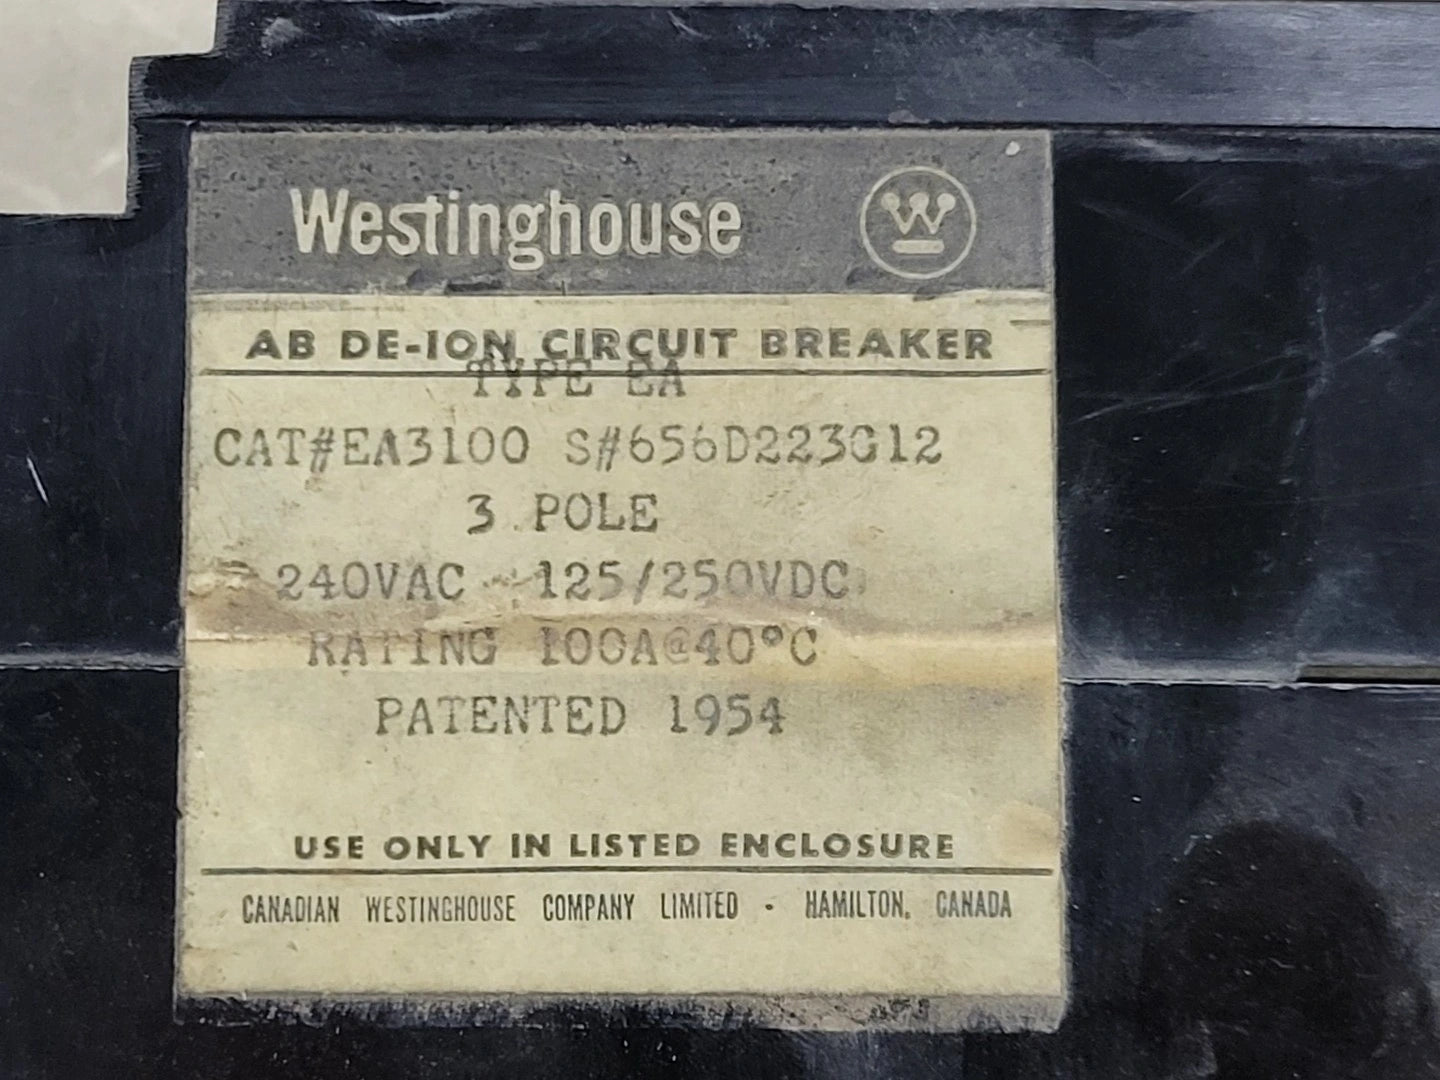 Westinghouse
AB DE-ION CIRCUIT BREAKER
TYPE EA
CAT#EA3100 S#656D223G12
3 POLE
240VAC 125/250VDC
RATING 100A@40°C
PATENTED 1954
USE ONLY IN LISTED ENCLOSURE
CANADIAN WESTINGHOUSE COMPANY LIMITED - HAMILTON, CANADA